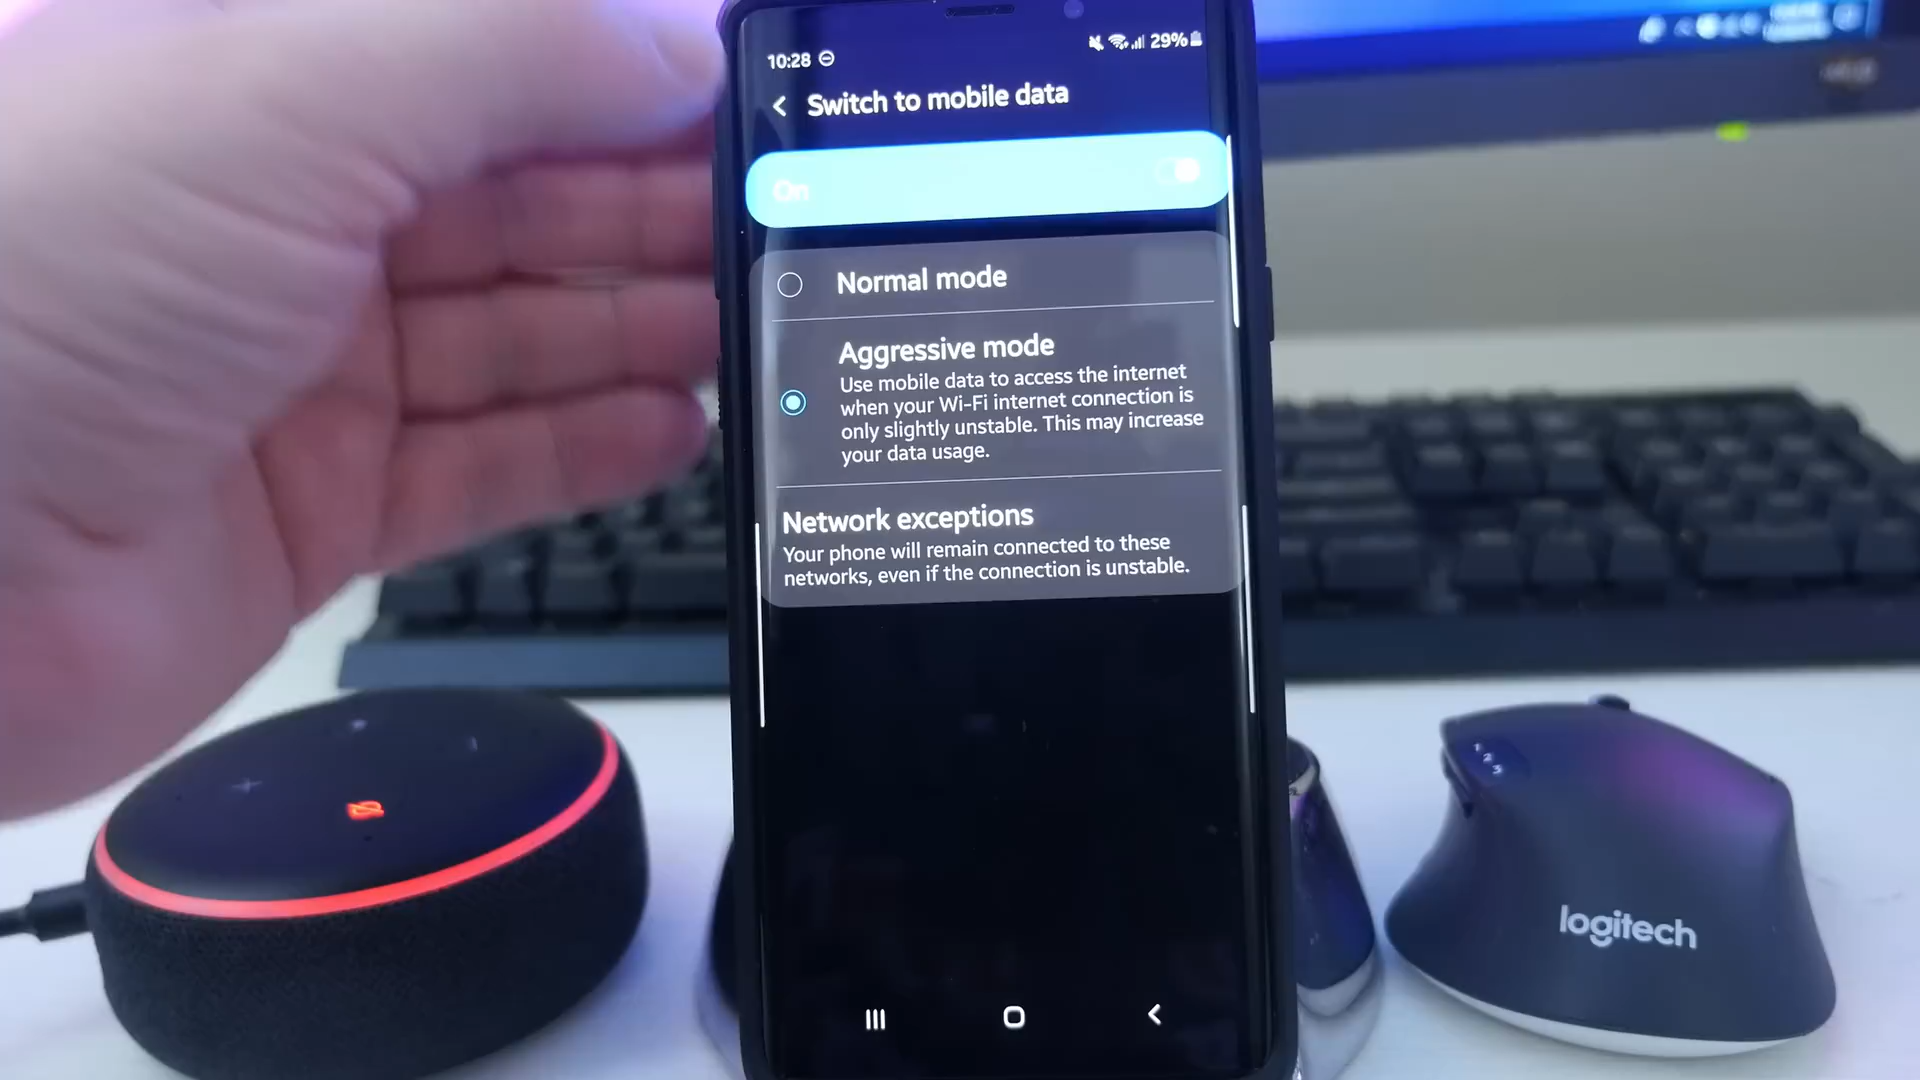 10:28
29%
Switch to mobile data
On
Normal mode
Aggressive mode
Use mobile data to access the internet
when your Wi-Fi internet connection is
only slightly unstable. This may increase
your data usage.
Network exceptions
Your phone will remain connected to these
networks, even if the connection is unstable.
logitech